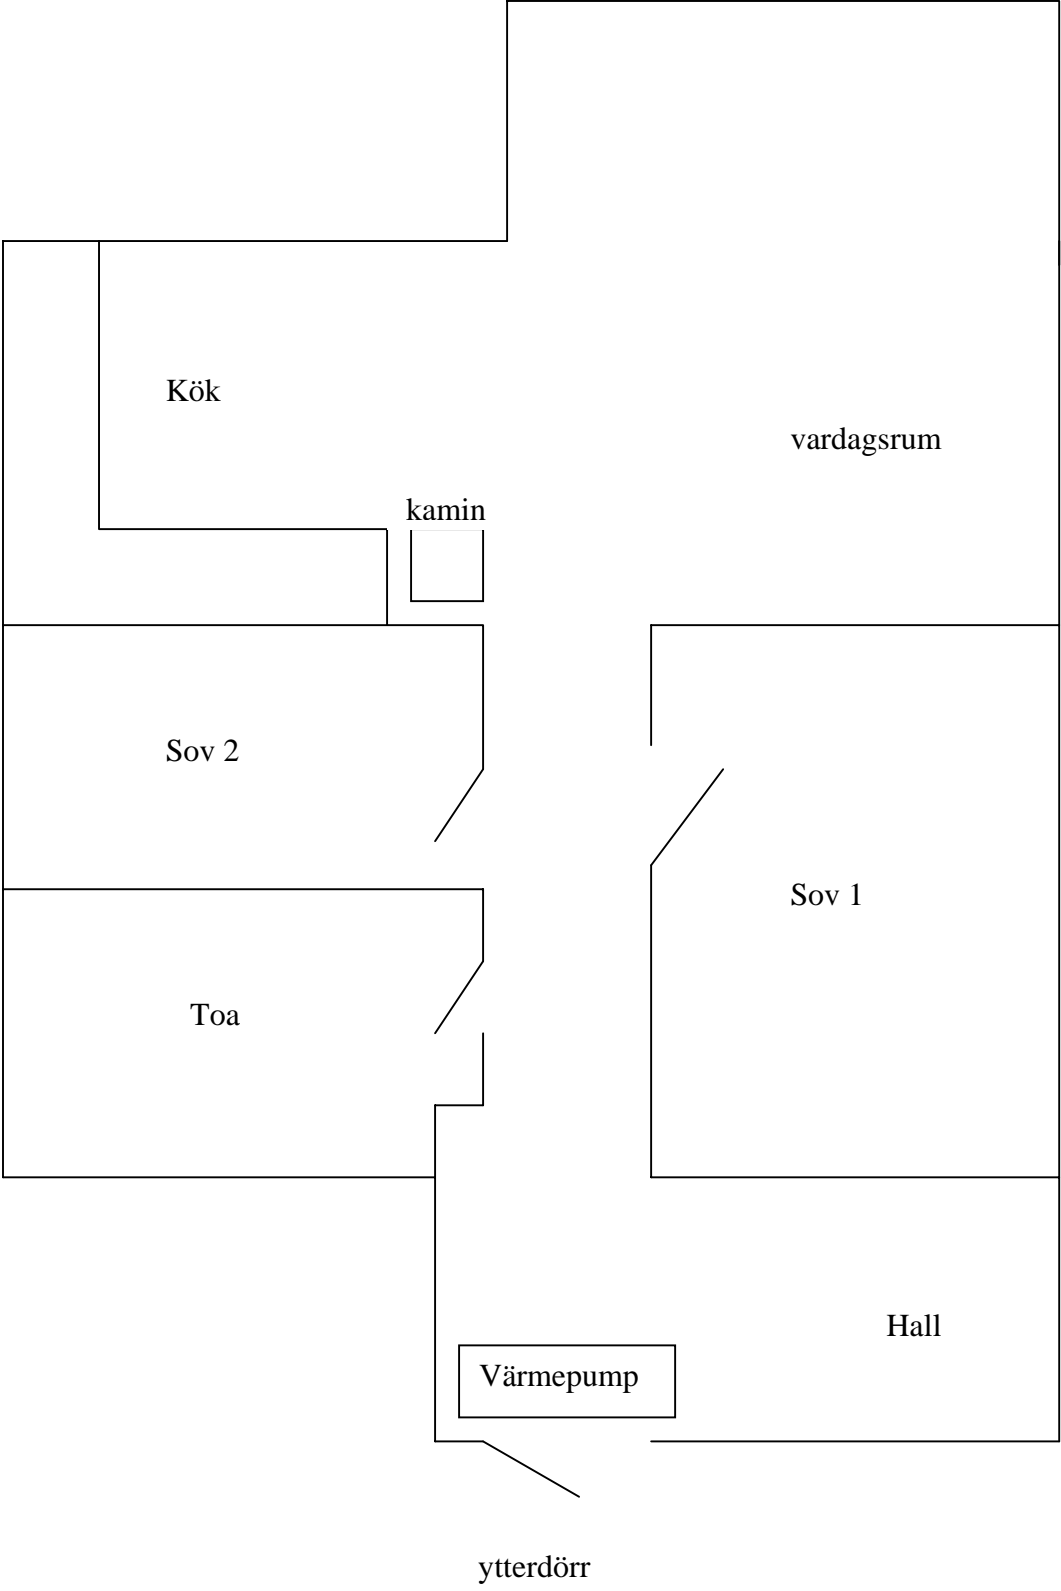 Kök
vardagsrum
kamin
Sov 2
Sov 1
Toa
Hall
Värmepump
ytterdörr